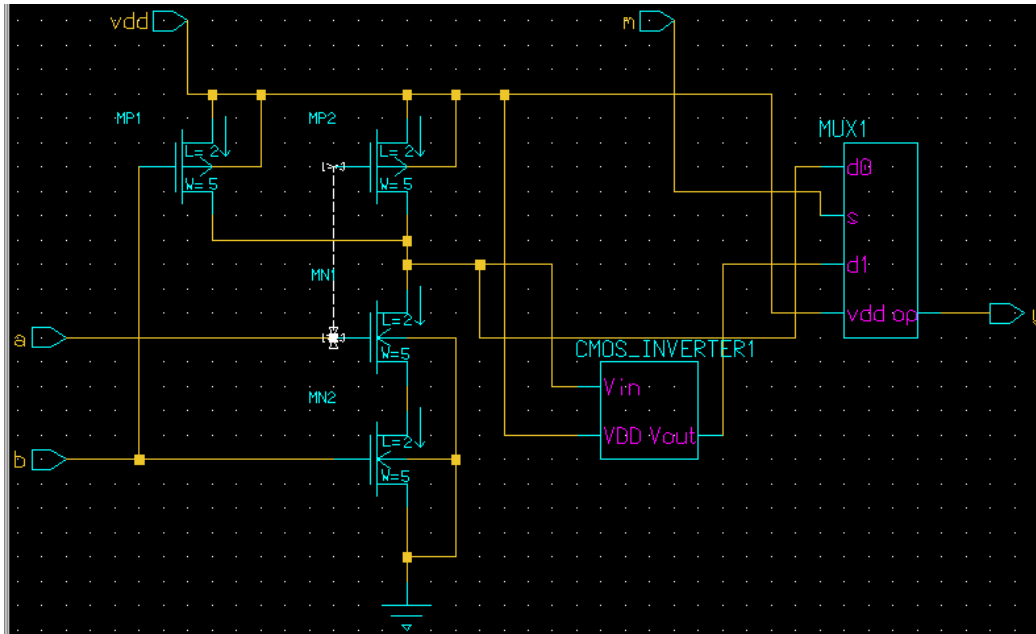 vdd
m
MP1
L=2
W=5
MP2
L=2
W=5
MUX1
d0
s
d1
vdd op
MN1
L=2
W=5
a
CMOS_INVERTER1
Vin
VDD Vout
MN2
L=2
W=5
b